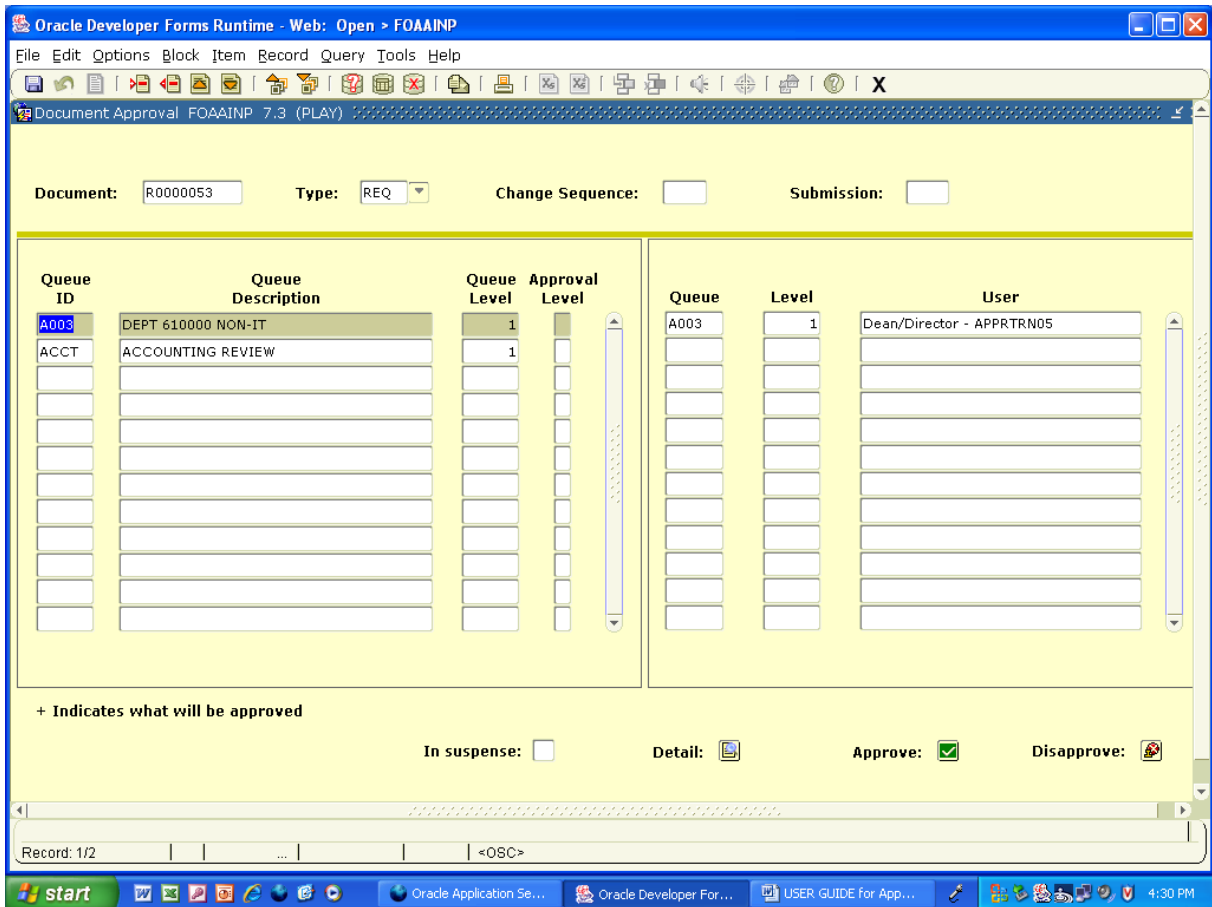 Oracle Developer Forms Runtime - Web: Open > FOAAINP
File Edit Options Block Item Record Query Tools Help
X
Document Approval FOAAINP 7.3 (PLAY)
Document: R0000053 Type: REQ Change Sequence: Submission:
Queue ID Queue Description Queue Level Approval Level Queue Level User
A003 DEPT 610000 NON-IT 1 A003 1 Dean/Director - APPRTRN05
ACCT ACCOUNTING REVIEW 1
+ Indicates what will be approved
In suspense: Detail: Approve: Disapprove:
Record: 1/2 ... <OSC>
start Oracle Application Se... Oracle Developer For... USER GUIDE for App... 4:30 PM